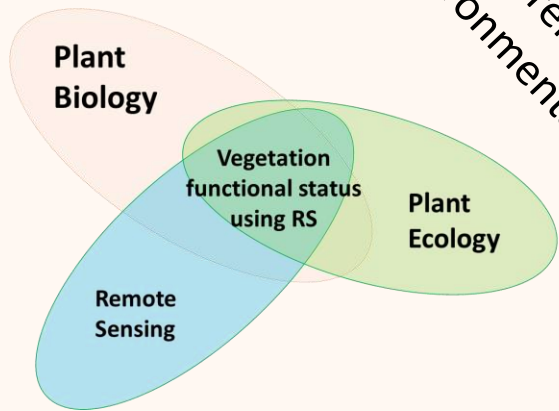 Plant
Biology
Vegetation
functional status
using RS
Plant
Ecology
Remote
Sensing